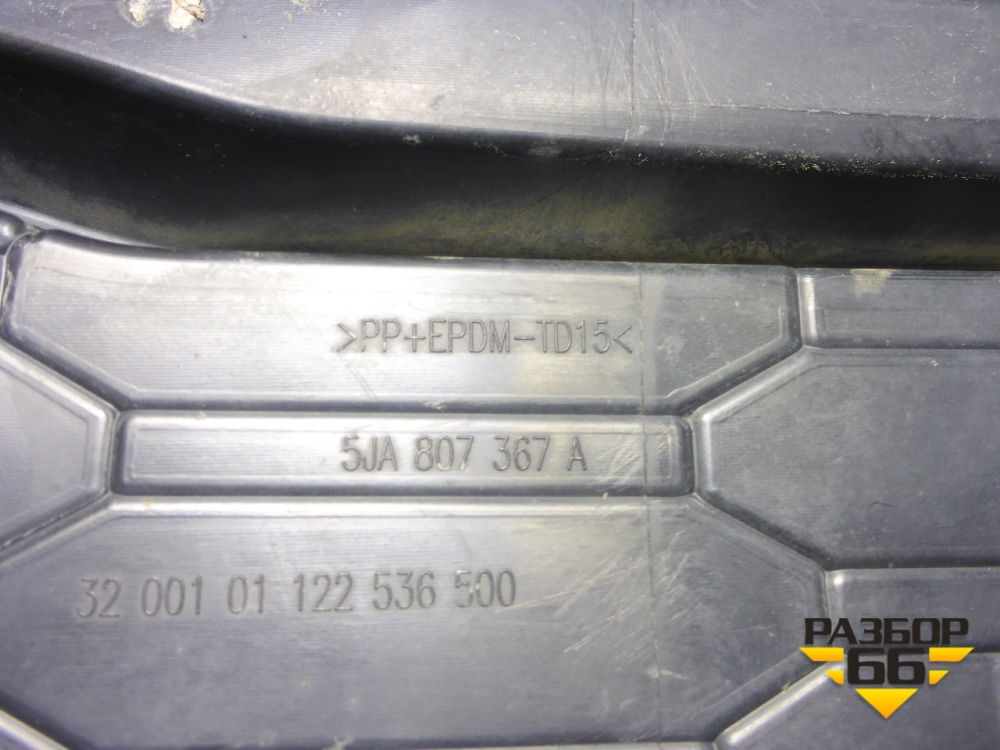 >PP+EPDM-TD15<
5JA 807 367 A
32 001 01 122 536 500
РАЗБОР
66